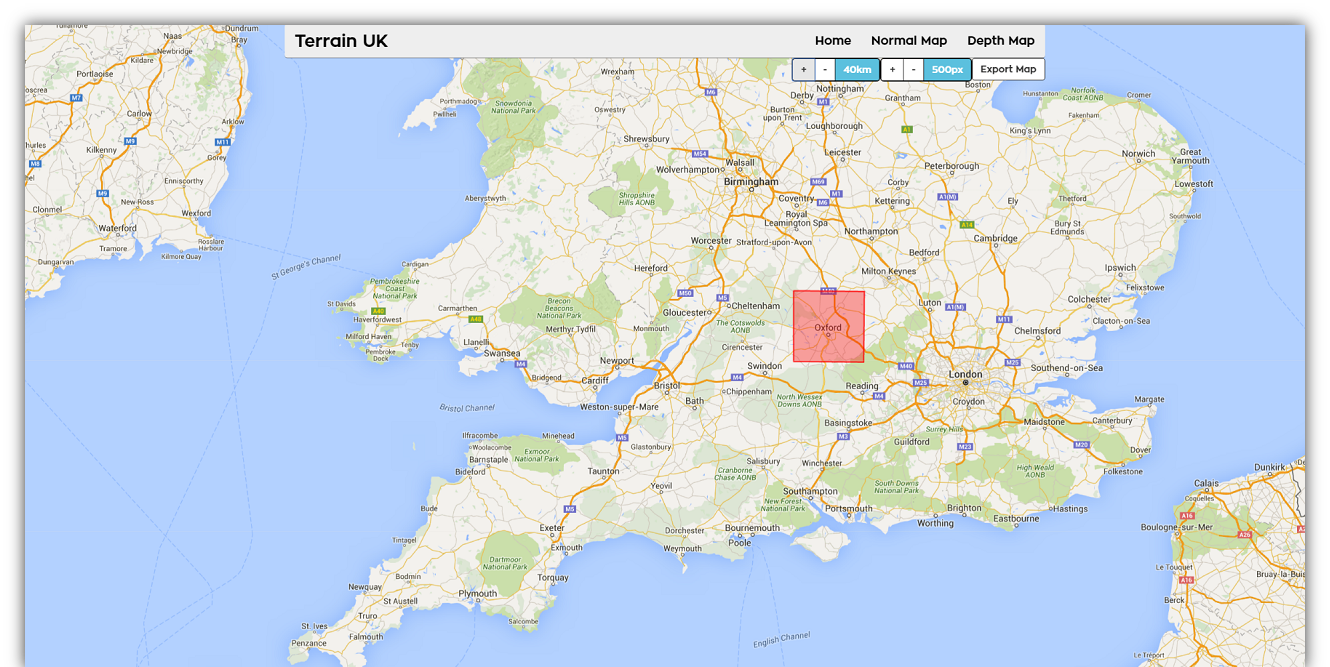 Terrain UK
Home Normal Map Depth Map
+ - 40km + - 500px Export Map
Naas
Newbridge
Kildare
Bray
Dundrum
Portlaoise
M7
Carlow
Arklow
M9
M11
Kilkenny
Gorey
M8
Enniscorthy
M9
New Ross
Clonmel
Wexford
Waterford
Tramore
Rosslare
Harbour
Kilmore Quay
Dungarvan
St George's Channel
Wrexham
Snowdonia
National Park
Porthmadog
Pwllheli
Oswestry
M6
Derby
Nottingham
M1
Burton
upon Trent
Grantham
Boston
Hunstanton
Norfolk
Coast AONB
Cromer
Fakenham
Loughborough
A1
King's Lynn
Shrewsbury
M54
Walsall
Leicester
Wolverhampton
Birmingham
Peterborough
Norwich
Great
Yarmouth
Lowestoft
M69
Corby
Shropshire
Hills AONB
Aberystwyth
Coventry
M1
M6
Kettering
A1(M)
Ely
Thetford
Royal
Leamington Spa
Southwold
A14
Bury St
Edmunds
Northampton
Cambridge
Worcester
Stratford-upon-Avon
Bedford
Hereford
Milton Keynes
Ipswich
Felixstowe
Cardigan
Pembrokeshire
Coast National
Park
M50
M5
Cheltenham
Luton
A1(M)
Colchester
Clacton-on-Sea
St Davids
A40
Haverfordwest
Carmarthen
A48
Brecon
Beacons
National Park
Gloucester
Monmouth
M11
Chelmsford
Merthyr Tydfil
The Cotswolds
AONB
Oxford
Milford Haven
Tenby
Pembroke
Dock
Llanelli
Swansea
Cirencester
M4
Newport
Swindon
M40
M25
London
Southend-on-Sea
Bridgend
Cardiff
Bristol
M4
Chippenham
Reading
M25
M4
Bath
North Wessex
Downs AONB
Croydon
Margate
Bristol Channel
Weston-super-Mare
Basingstoke
Maidstone
Canterbury
Surrey Hills
Ilfracombe
Minehead
M5
M3
Guildford
M23
M20
Dover
Woolacombe
Barnstaple
Exmoor
National Park
Glastonbury
Bideford
Taunton
Salisbury
Winchester
Cranborne
Chase AONB
High Weald
AONB
Folkestone
Dunkirk
Yeovil
Southampton
South Downs
National Park
Calais
Coquelles
Bude
M5
New Forest
National Park
Portsmouth
Brighton
Worthing
Eastbourne
Hastings
A16
Boulogne-sur-Mer
A26
Exeter
Dorchester
Bournemouth
Poole
Tintagel
Exmouth
Weymouth
Dartmoor
National Park
Le Touquet
Bodmin
Torquay
A16
Bruay-la-Buis
Newquay
St Austell
Plymouth
Berck
Truro
Salcombe
St. Ives
Penzance
Falmouth
English Channel